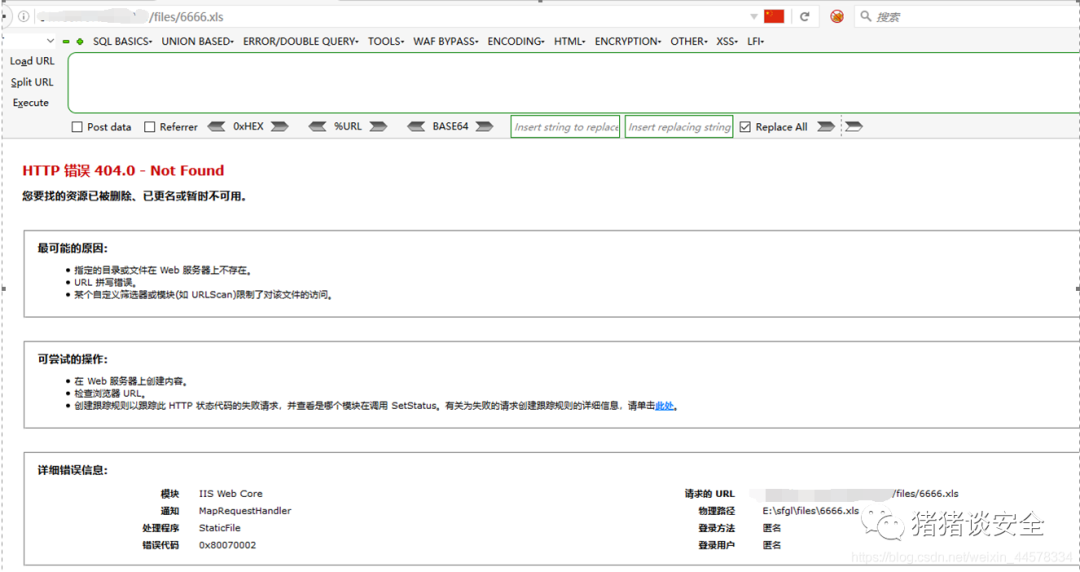 /files/6666.xls
搜索
SQL BASICS UNION BASED ERROR/DOUBLE QUERY TOOLS WAF BYPASS ENCODING HTML ENCRYPTION OTHER XSS LFI
Load URL
Split URL
Execute
Post data Referrer 0xHEX %URL BASE64 Insert string to replace Insert replacing string Replace All
HTTP 错误 404.0 - Not Found
您要找的资源已被删除、已更名或暂时不可用。
最可能的原因:
指定的目录或文件在 Web 服务器上不存在。
URL 拼写错误。
某个自定义筛选器或模块(如 URLScan)限制了对该文件的访问。
可尝试的操作:
在 Web 服务器上创建内容。
检查浏览器 URL。
创建跟踪规则以跟踪此 HTTP 状态代码的失败请求，并查看是哪个模块在调用 SetStatus。有关为失败的请求创建跟踪规则的详细信息，请单击此处。
详细错误信息:
模块 IIS Web Core 请求的 URL /files/6666.xls
通知 MapRequestHandler 物理路径 E:\sfgl\files\6666.xls
处理程序 StaticFile 登录方法 匿名
错误代码 0x80070002 登录用户 匿名
猪猪谈安全
https://blog.csdn.net/weixin_44578334